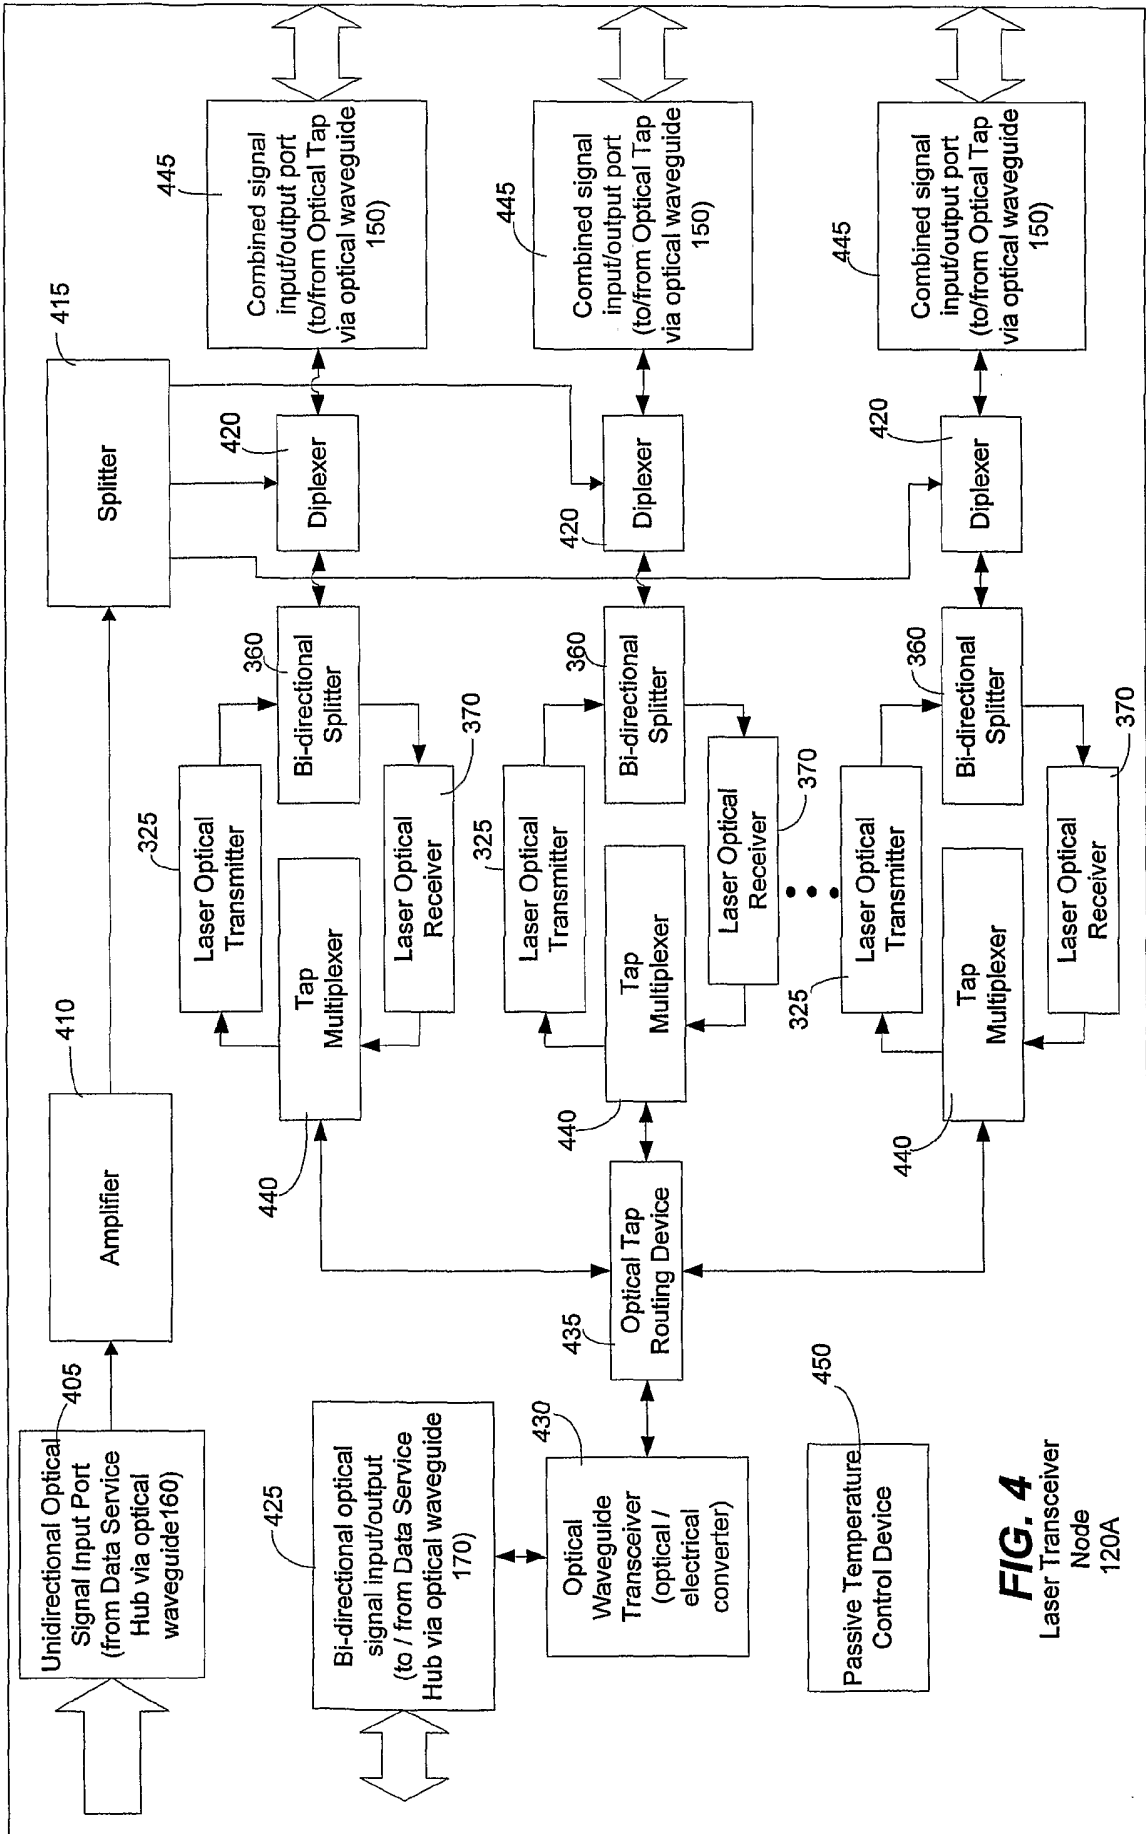 Unidirectional Optical
Signal Input Port
(from Data Service
Hub via optical
waveguide160)
405
Amplifier
410
Splitter
415
Bi-directional optical
signal input/output
(to / from Data Service
Hub via optical waveguide
170)
425
Optical
Waveguide
Transceiver
(optical /
electrical
converter)
430
Optical Tap
Routing Device
435
Tap
Multiplexer
440
Laser Optical
Transmitter
325
Laser Optical
Receiver
370
Bi-directional
Splitter
360
Diplexer
420
Combined signal
input/output port
(to/from Optical Tap
via optical waveguide
150)
445
Tap
Multiplexer
440
Laser Optical
Transmitter
325
Laser Optical
Receiver
370
Bi-directional
Splitter
360
Diplexer
420
Combined signal
input/output port
(to/from Optical Tap
via optical waveguide
150)
445
Tap
Multiplexer
440
Laser Optical
Transmitter
325
Laser Optical
Receiver
370
Bi-directional
Splitter
360
Diplexer
420
Combined signal
input/output port
(to/from Optical Tap
via optical waveguide
150)
445
Passive Temperature
Control Device
450
FIG. 4
Laser Transceiver
Node
120A